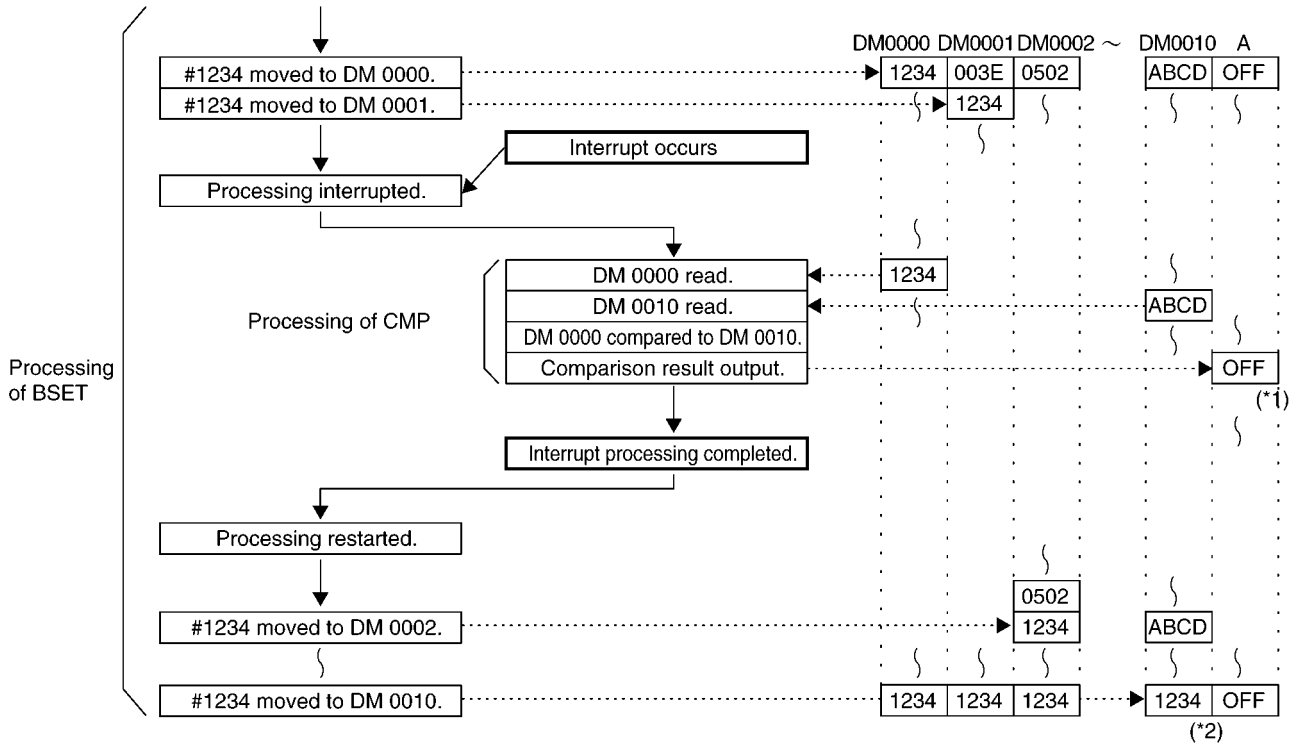 DM0000 DM0001 DM0002 ~ DM0010 A
#1234 moved to DM 0000.
1234 003E 0502 ABCD OFF
#1234 moved to DM 0001.
1234
Interrupt occurs
Processing interrupted.
DM 0000 read.
1234
DM 0010 read.
ABCD
Processing of CMP
DM 0000 compared to DM 0010.
Comparison result output.
OFF
(*1)
Processing
of BSET
Interrupt processing completed.
Processing restarted.
0502
#1234 moved to DM 0002.
1234 ABCD
#1234 moved to DM 0010.
1234 1234 1234 1234 OFF
(*2)